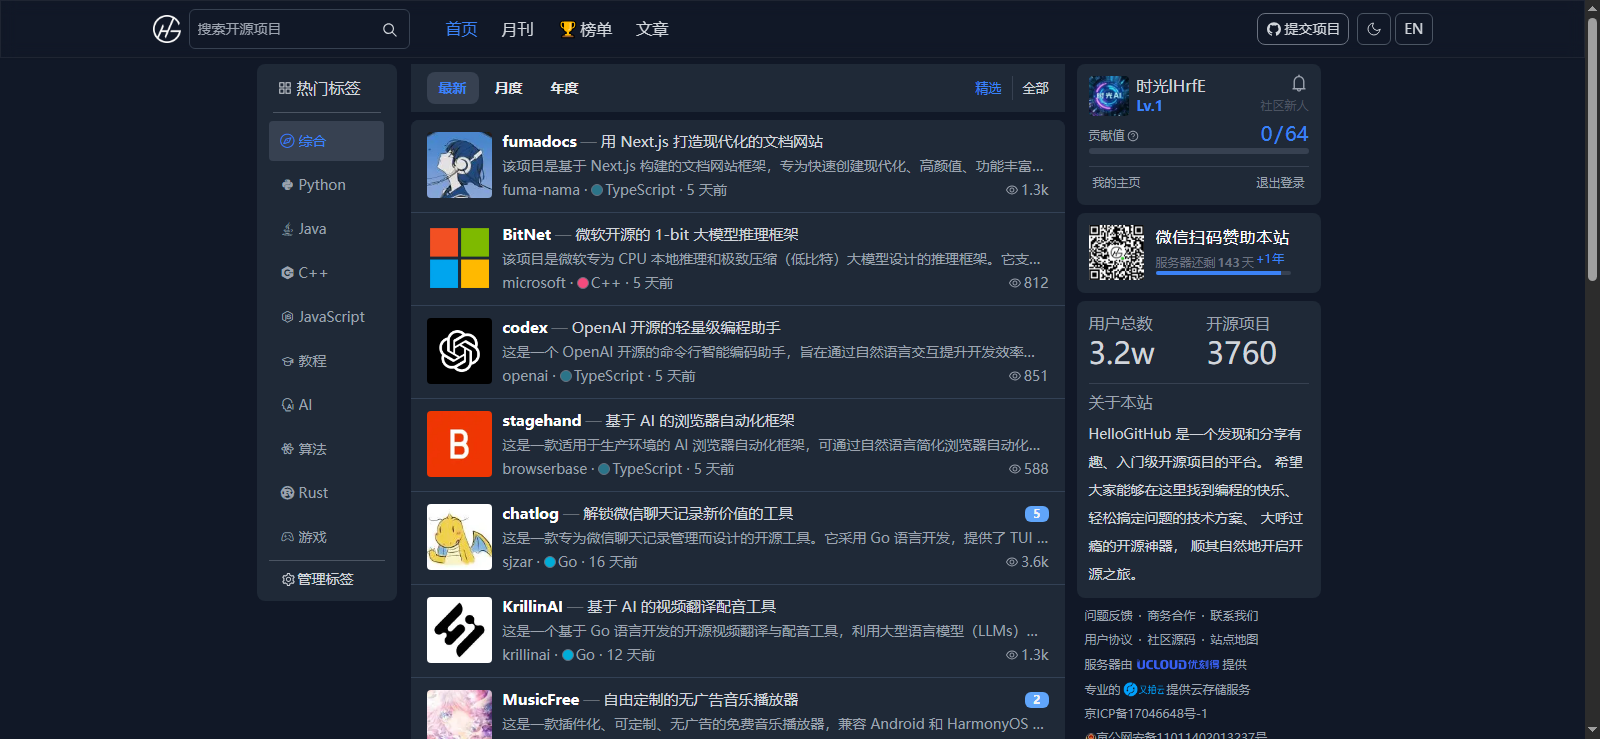 搜索开源项目
首页
月刊
榜单
文章
提交项目
EN
热门标签
综合
Python
Java
C++
JavaScript
教程
AI
算法
Rust
游戏
管理标签
最新 月度 年度
精选 全部
fumadocs — 用 Next.js 打造现代化的文档网站
该项目是基于 Next.js 构建的文档网站框架，专为快速创建现代化、高颜值、功能丰富...
fuma-nama · TypeScript · 5 天前 1.3k
BitNet — 微软开源的 1-bit 大模型推理框架
该项目是微软专为 CPU 本地推理和极致压缩（低比特）大模型设计的推理框架。它支...
microsoft · C++ · 5 天前 812
codex — OpenAI 开源的轻量级编程助手
这是一个 OpenAI 开源的命令行智能编码助手，旨在通过自然语言交互提升开发效率...
openai · TypeScript · 5 天前 851
stagehand — 基于 AI 的浏览器自动化框架
B
这是一款适用于生产环境的 AI 浏览器自动化框架，可通过自然语言简化浏览器自动化...
browserbase · TypeScript · 5 天前 588
chatlog — 解锁微信聊天记录新价值的工具 5
这是一款专为微信聊天记录管理而设计的开源工具。它采用 Go 语言开发，提供了 TUI ...
sjzar · Go · 16 天前 3.6k
KrillinAI — 基于 AI 的视频翻译配音工具
这是一个基于 Go 语言开发的开源视频翻译与配音工具，利用大型语言模型（LLMs）...
krillinai · Go · 12 天前 1.3k
MusicFree — 自由定制的无广告音乐播放器 2
这是一款插件化、可定制、无广告的免费音乐播放器，兼容 Android 和 HarmonyOS ...
时光AI
时光lHrfE
Lv.1 社区新人
贡献值 0/64
我的主页 退出登录
微信扫码赞助本站
服务器还剩 143 天 +1年
用户总数 开源项目
3.2w 3760
关于本站
HelloGitHub 是一个发现和分享有
趣、入门级开源项目的平台。 希望
大家能够在这里找到编程的快乐、
轻松搞定问题的技术方案、 大呼过
瘾的开源神器， 顺其自然地开启开
源之旅。
问题反馈 · 商务合作 · 联系我们
用户协议 · 社区源码 · 站点地图
服务器由 UCLOUD优刻得 提供
专业的 又拍云 提供云存储服务
京ICP备17046648号-1
京公网安备11011402013237号